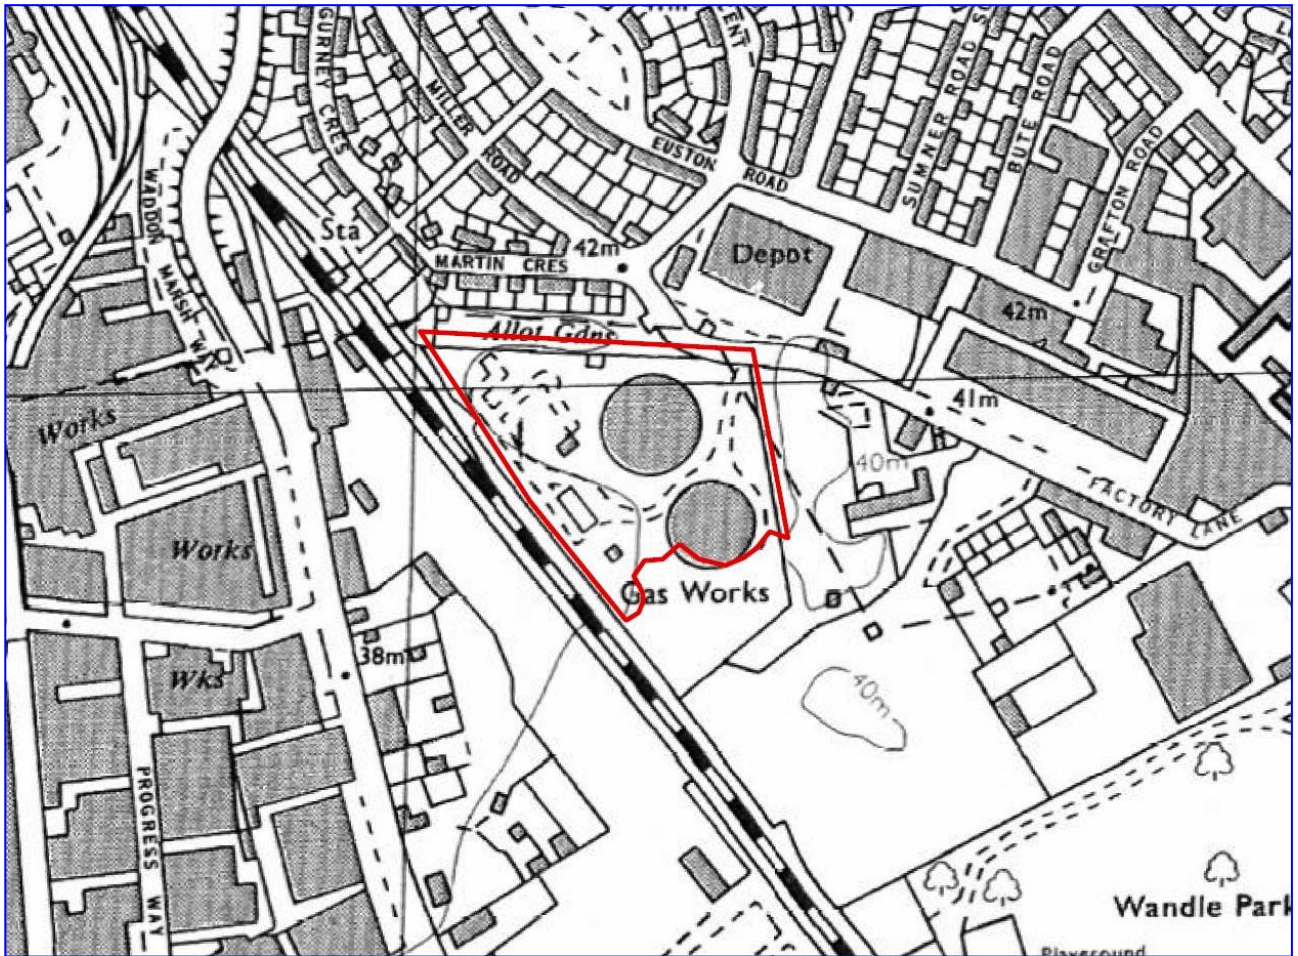 GURNEY CRES
MILLER
ROAD
EUSTON
ROAD
SUMNER ROAD
BUTE ROAD
GRAFTON ROAD
WADDON MARSH WAY
Sta
42m
MARTIN CRES
Depot
42m
Allot Gdns
41m
Works
40m
FACTORY LANE
Works
Gas Works
38m
Wks
40m
PROGRESS WAY
Wandle Park
Playground